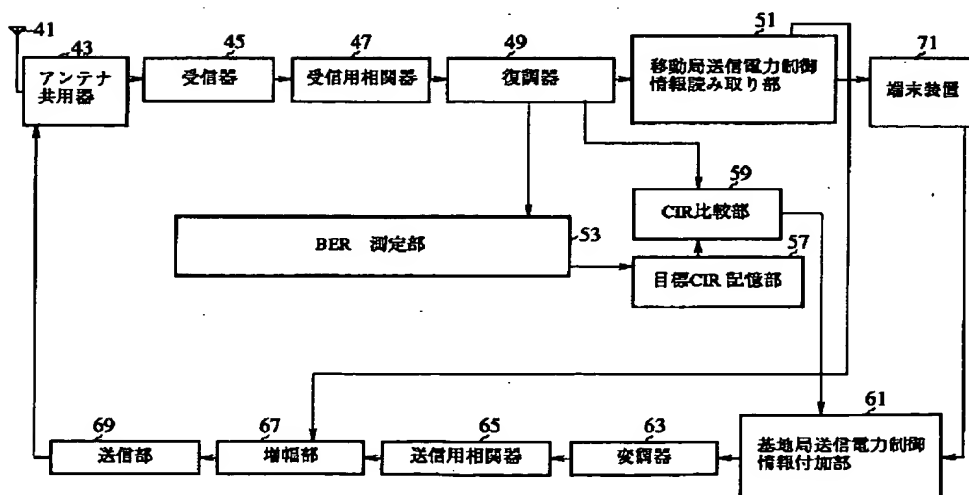 41
43
アンテナ
共用器
45
受信器
47
受信用相関器
49
復調器
51
移動局送信電力制御
情報読み取り部
71
端末装置
59
CIR比較部
BER 測定部
53
57
目標CIR 記憶部
69
送信部
67
増幅部
65
送信用相関器
63
変調器
61
基地局送信電力制御
情報付加部